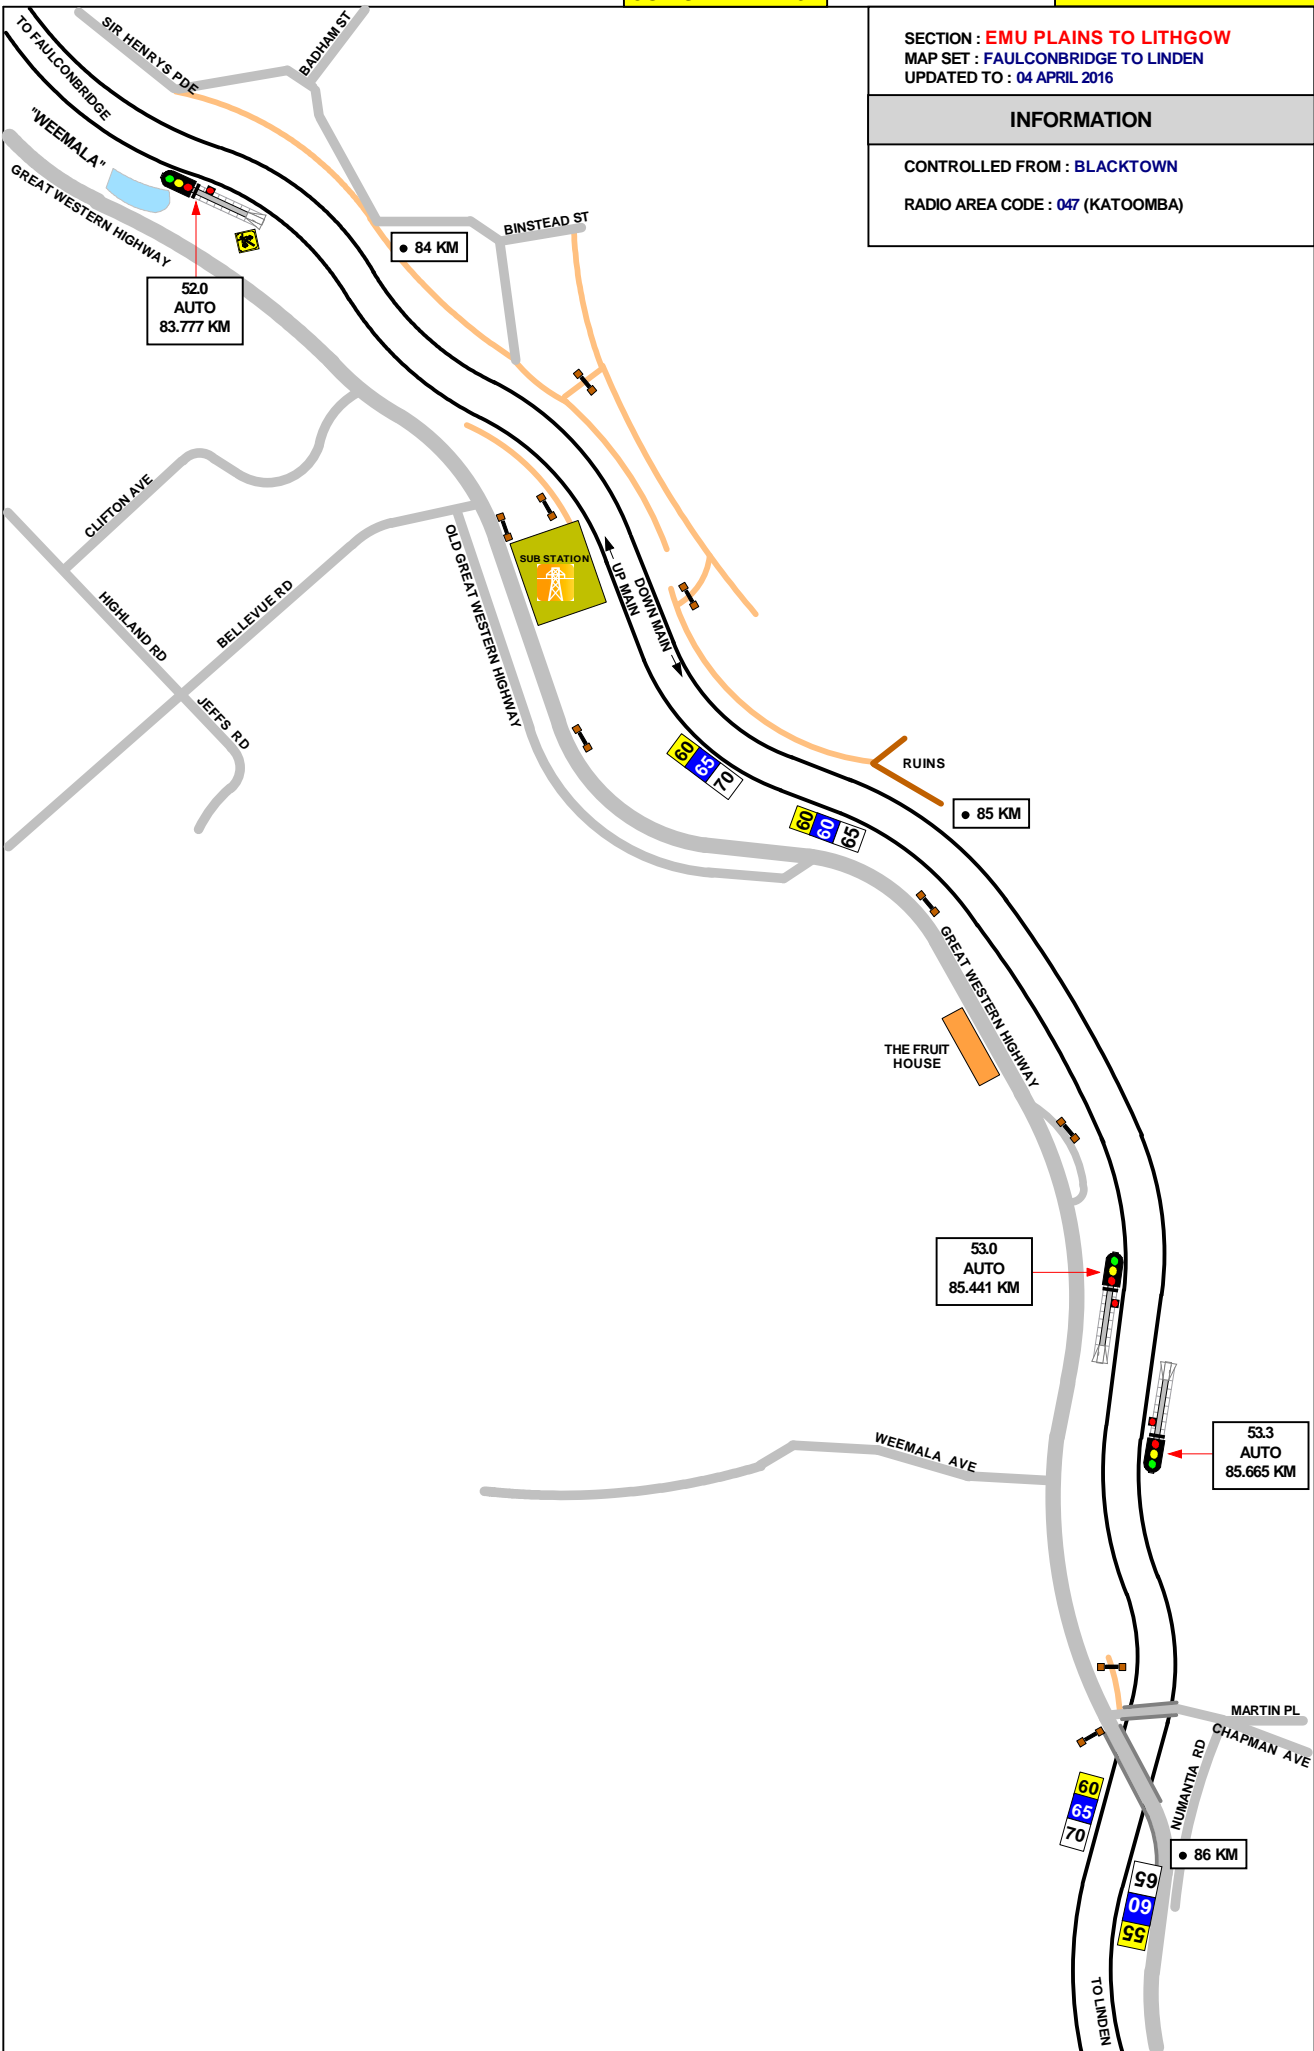 SECTION : EMU PLAINS TO LITHGOW
MAP SET : FAULCONBRIDGE TO LINDEN
UPDATED TO : 04 APRIL 2016
INFORMATION
CONTROLLED FROM : BLACKTOWN
RADIO AREA CODE : 047 (KATOOMBA)
TO FAULCONBRIDGE
SIR HENRYS PDE
BADHAM ST
"WEEMALA"
GREAT WESTERN HIGHWAY
BINSTEAD ST
84 KM
52.0
AUTO
83.777 KM
CLIFTON AVE
HIGHLAND RD
BELLEVUE RD
JEFFS RD
OLD GREAT WESTERN HIGHWAY
SUB STATION
UP MAIN
DOWN MAIN
60
65
70
RUINS
60
60
65
85 KM
GREAT WESTERN HIGHWAY
THE FRUIT
HOUSE
53.0
AUTO
85.441 KM
WEEMALA AVE
53.3
AUTO
85.665 KM
MARTIN PL
CHAPMAN AVE
NUMANTIA RD
60
65
70
86 KM
65
60
55
TO LINDEN